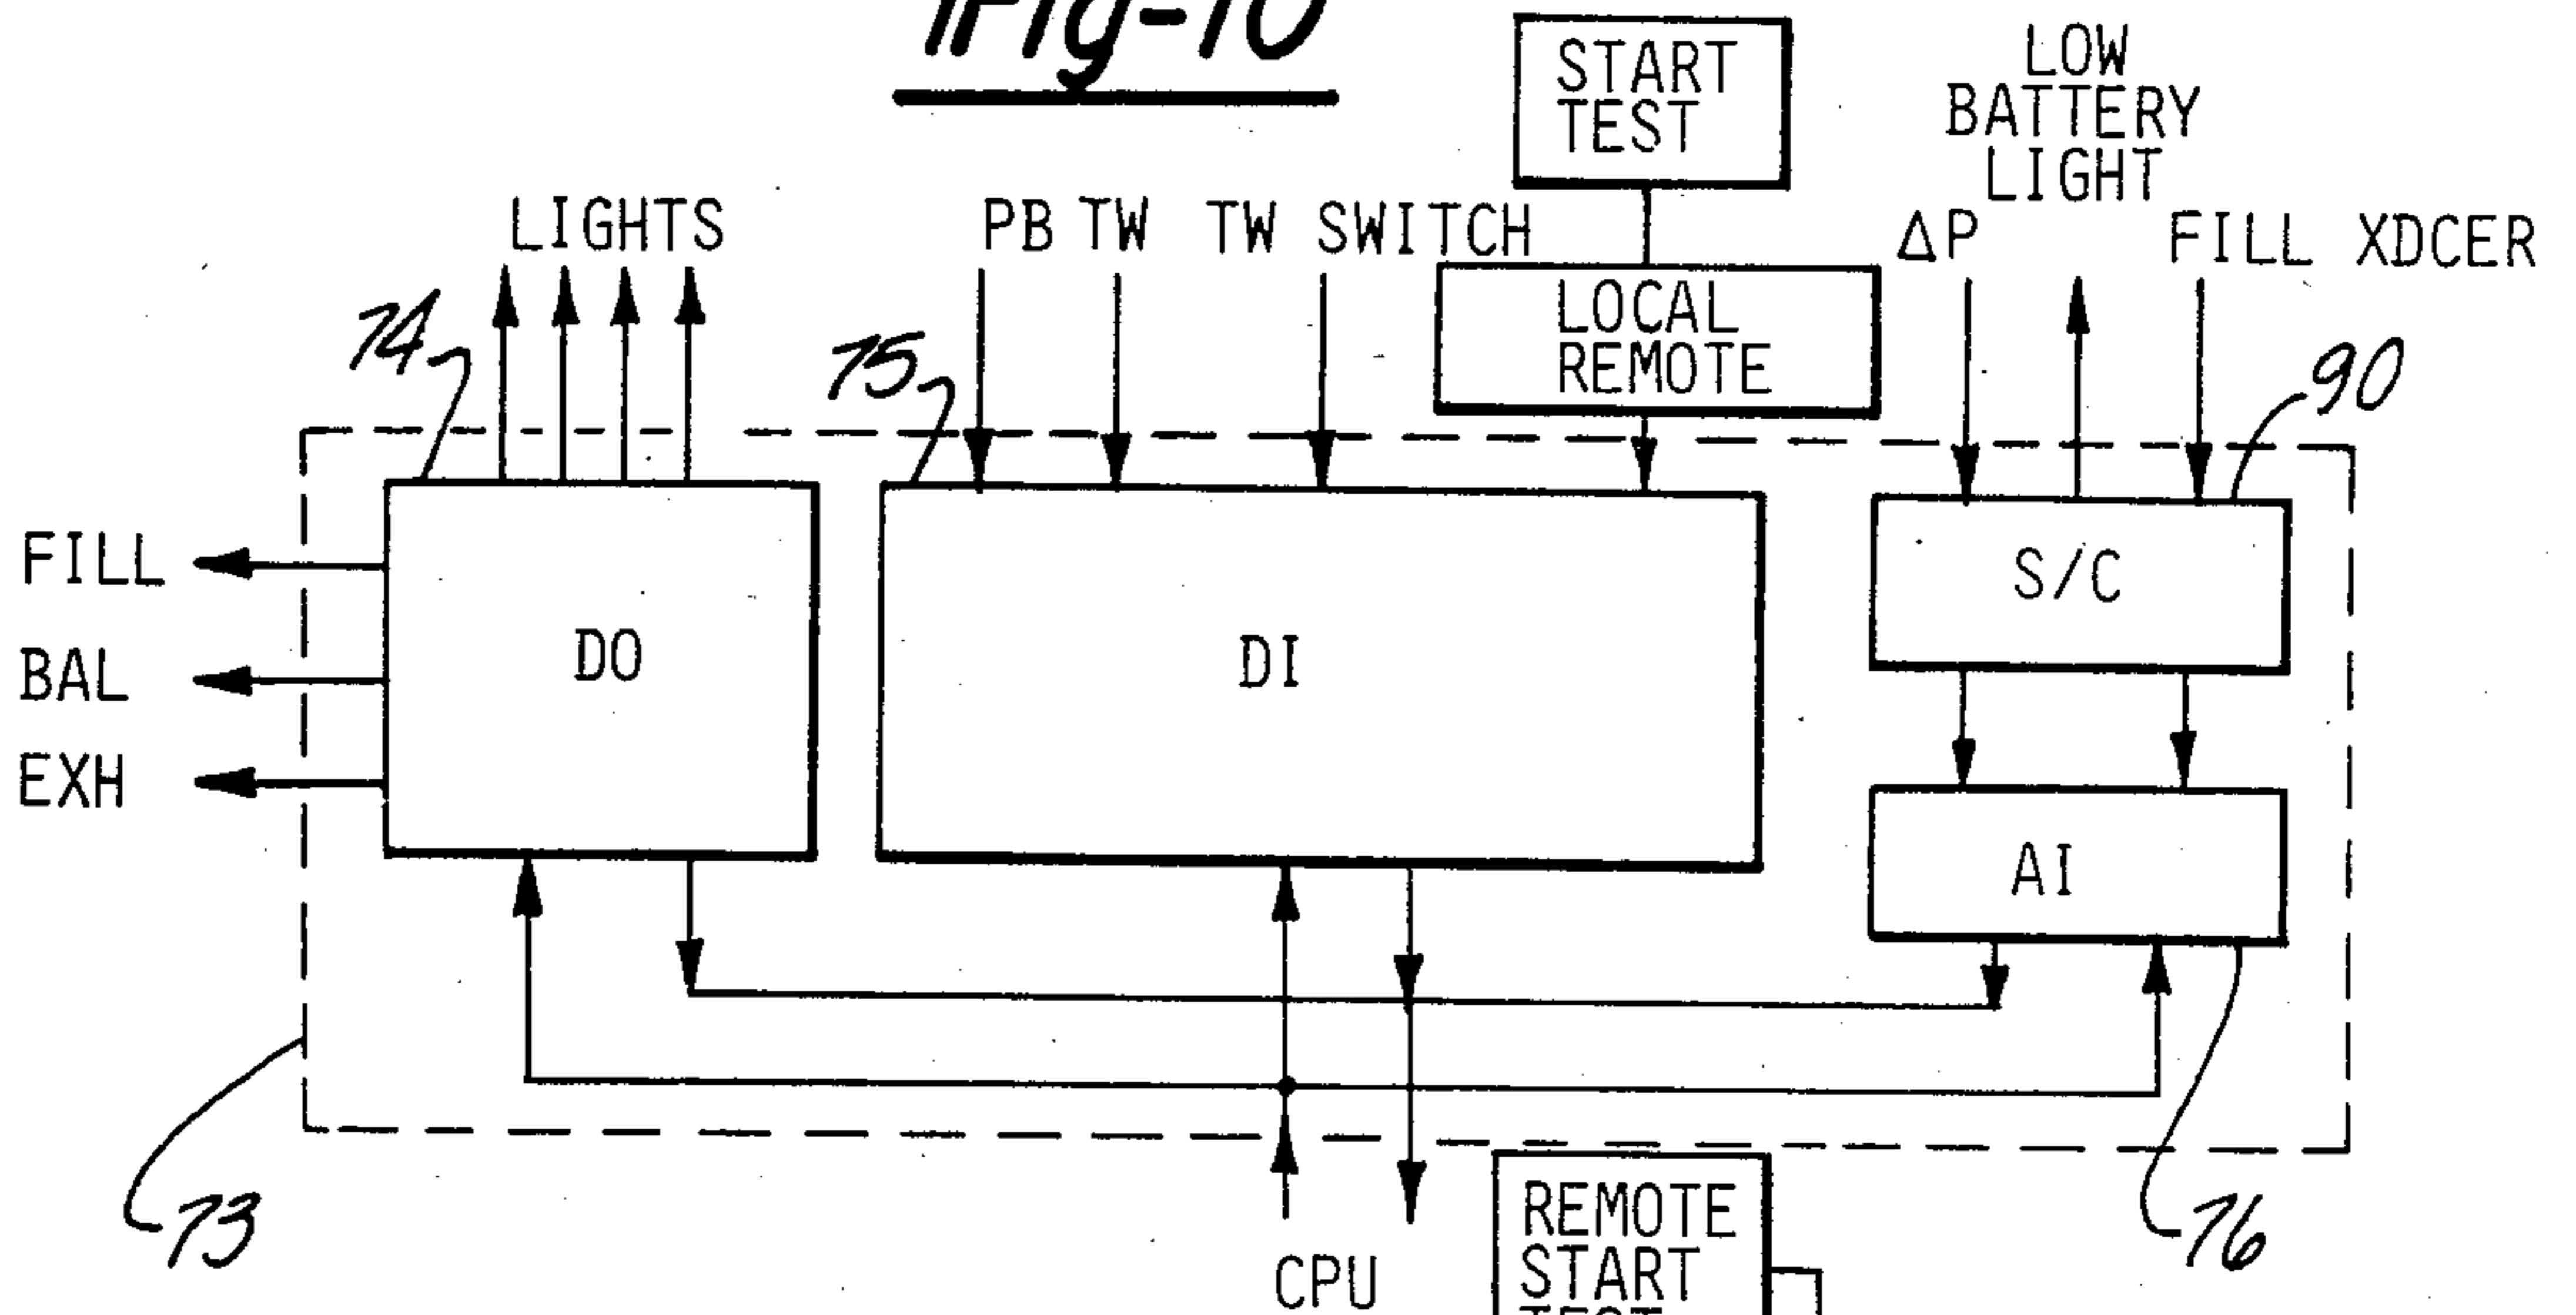 Fig-10
START
TEST
LOW
BATTERY
LIGHT
LIGHTS
PB TW TW SWITCH
ΔP
FILL XDCER
LOCAL
REMOTE
74
75
90
FILL
BAL
EXH
DO
DI
S/C
AI
73
76
CPU
REMOTE
START
TEST